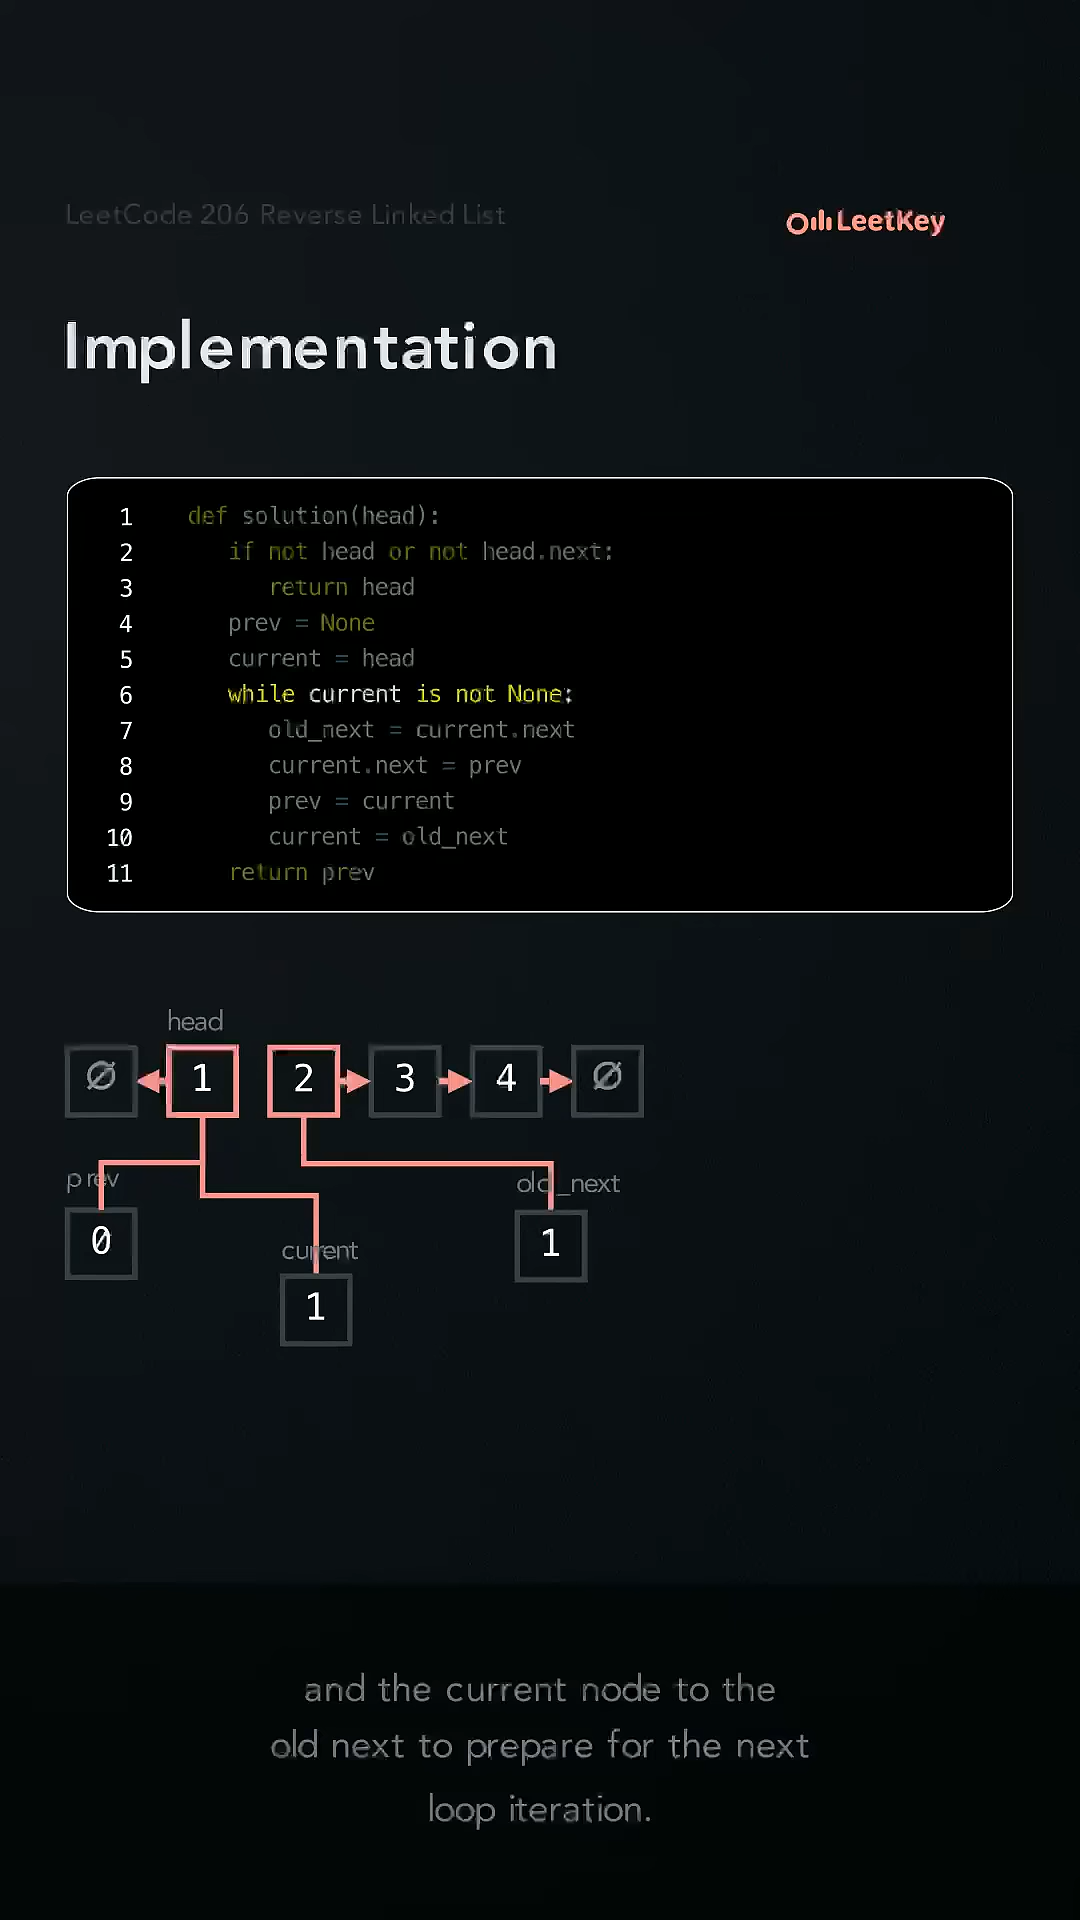 LeetCode 206 Reverse Linked List
LeetKey
Implementation
1 def solution(head):
2 if not head or not head.next:
3 return head
4 prev = None
5 current = head
6 while current is not None:
7 old_next = current.next
8 current.next = prev
9 prev = current
10 current = old_next
11 return prev
head
Ø 1 2 3 4 Ø
prev
old_next
0
1
current
1
and the current node to the
old next to prepare for the next
loop iteration.